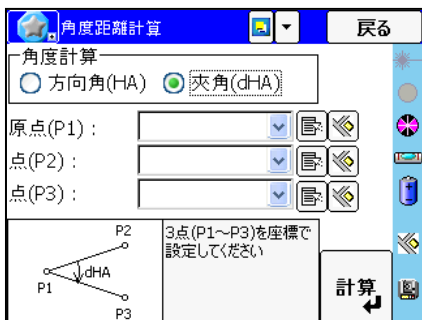 角度距離計算
戻る
角度計算
方向角(HA)
夾角(dHA)
原点(P1)：
点(P2)：
点(P3)：
P2
dHA
P1
P3
3点(P1～P3)を座標で
設定してください
計算